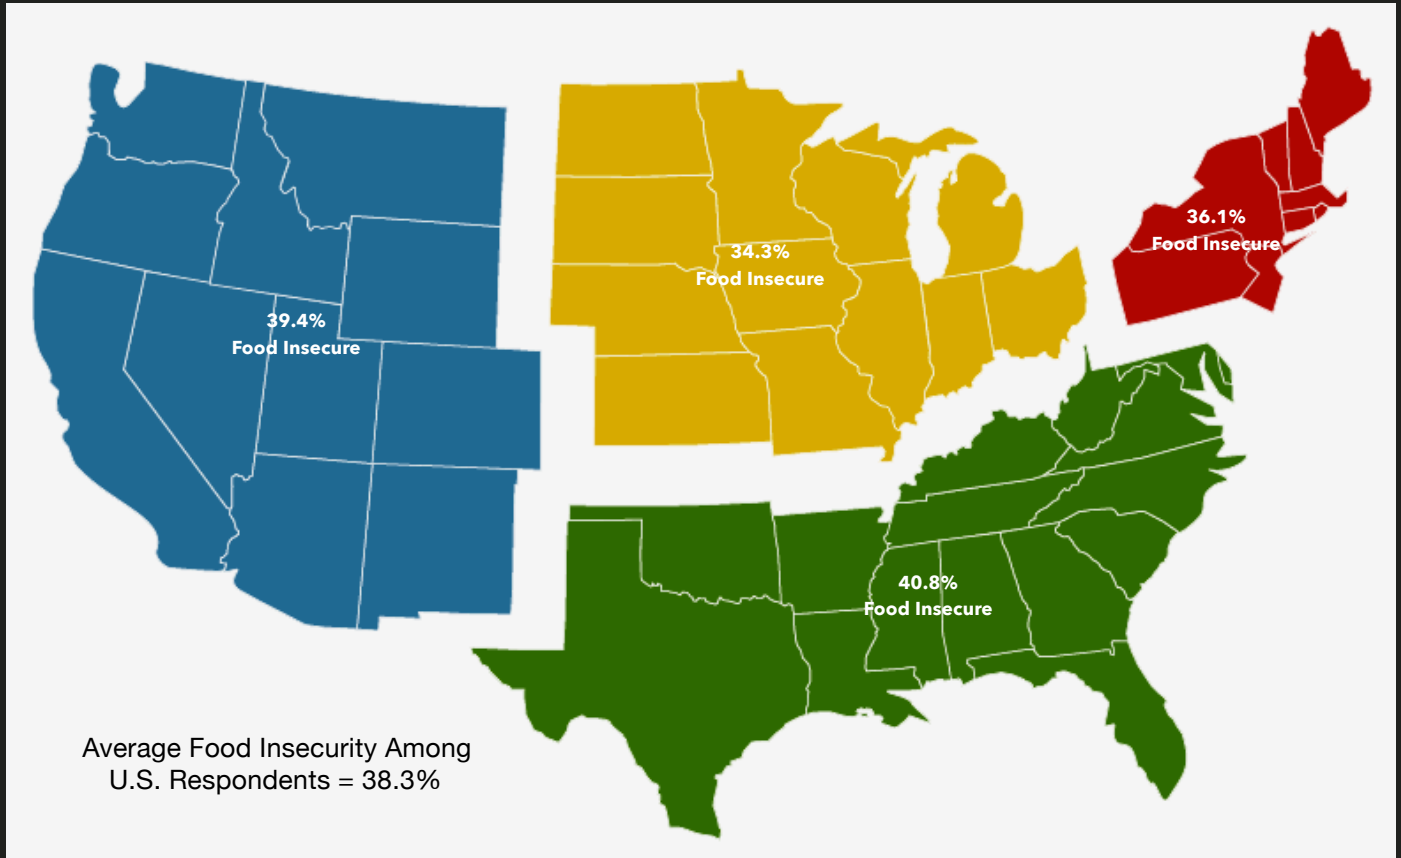 36.1%
Food Insecure
34.3%
Food Insecure
39.4%
Food Insecure
40.8%
Food Insecure
Average Food Insecurity Among
U.S. Respondents = 38.3%